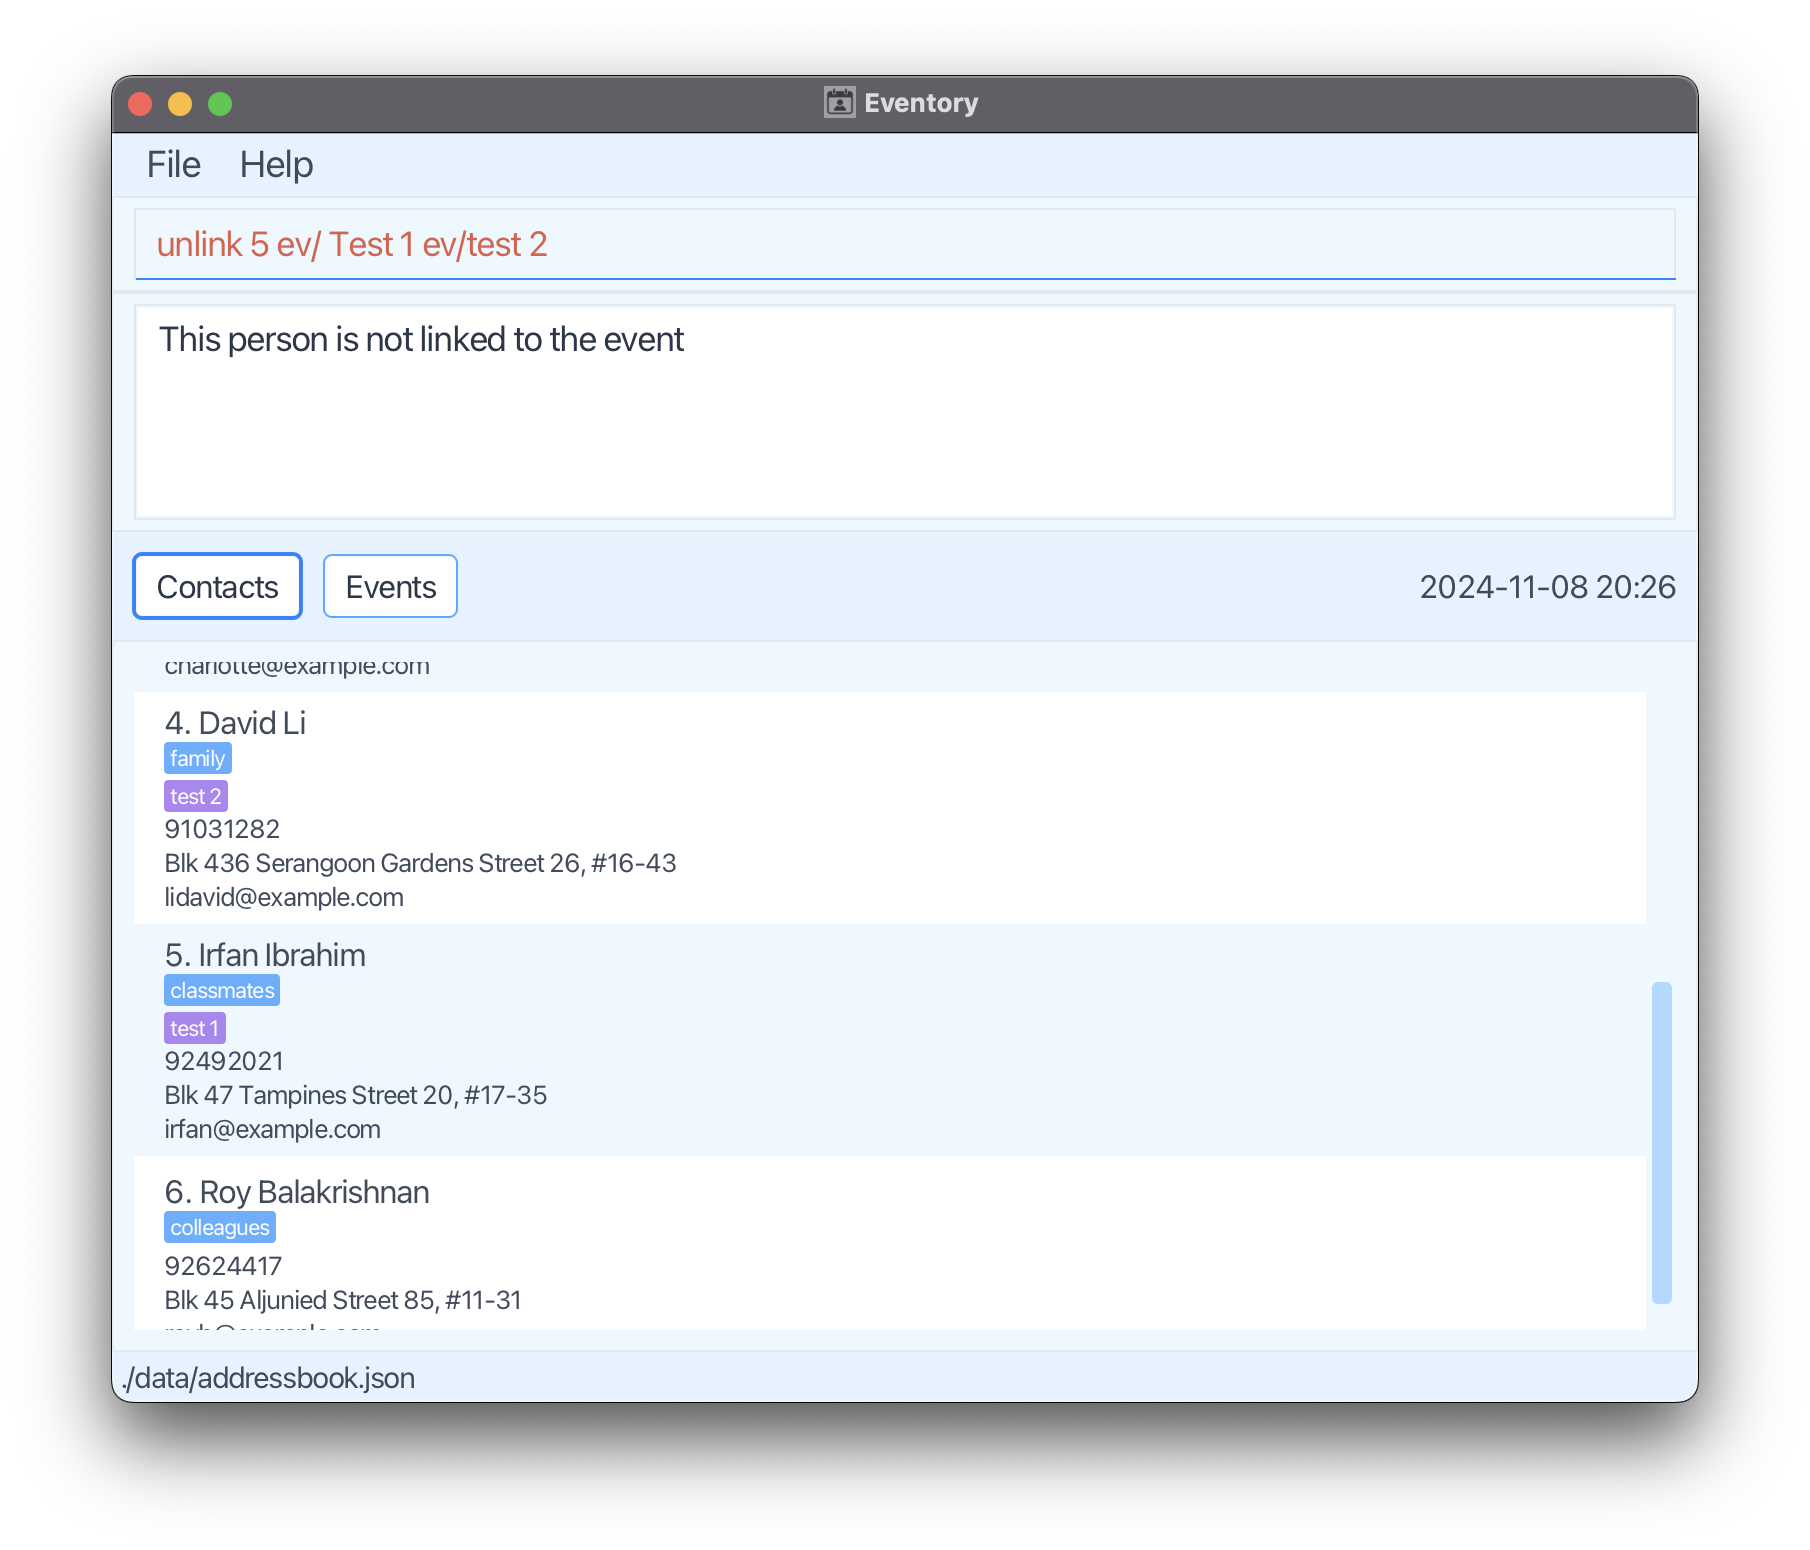 Eventory
File Help
unlink 5 ev/ Test 1 ev/test 2
This person is not linked to the event
Contacts Events 2024-11-08 20:26
charlotte@example.com
4. David Li
family
test 2
91031282
Blk 436 Serangoon Gardens Street 26, #16-43
lidavid@example.com
5. Irfan Ibrahim
classmates
test 1
92492021
Blk 47 Tampines Street 20, #17-35
irfan@example.com
6. Roy Balakrishnan
colleagues
92624417
Blk 45 Aljunied Street 85, #11-31
./data/addressbook.json